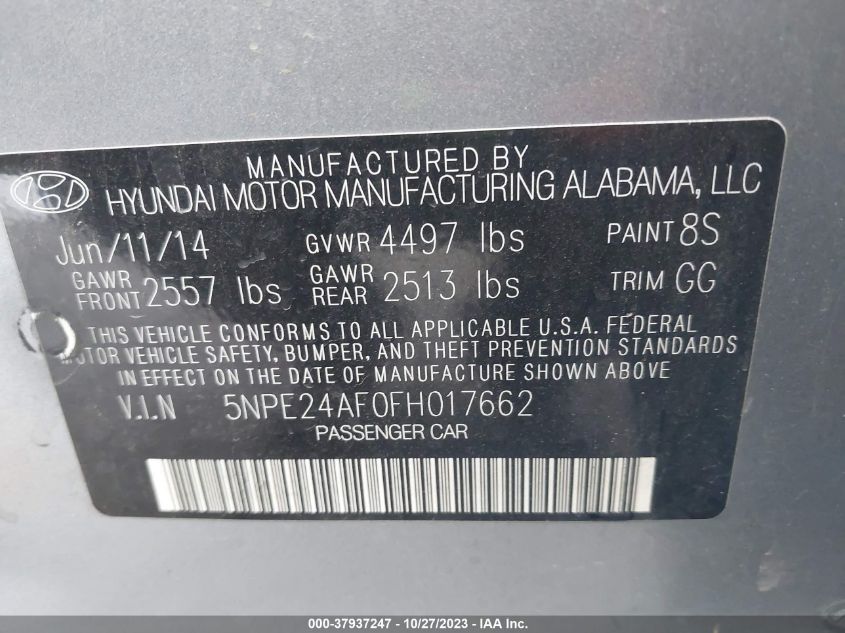 MANUFACTURED BY
HYUNDAI MOTOR MANUFACTURING ALABAMA, LLC
Jun/11/14 GVWR 4497 lbs PAINT 8S
GAWR FRONT 2557 lbs GAWR REAR 2513 lbs TRIM GG
THIS VEHICLE CONFORMS TO ALL APPLICABLE U.S.A. FEDERAL
MOTOR VEHICLE SAFETY, BUMPER, AND THEFT PREVENTION STANDARDS
IN EFFECT ON THE DATE OF MANUFACTURE SHOWN ABOVE.
V.I.N 5NPE24AF0FH017662
PASSENGER CAR
000-37937247 - 10/27/2023 - IAAI.com